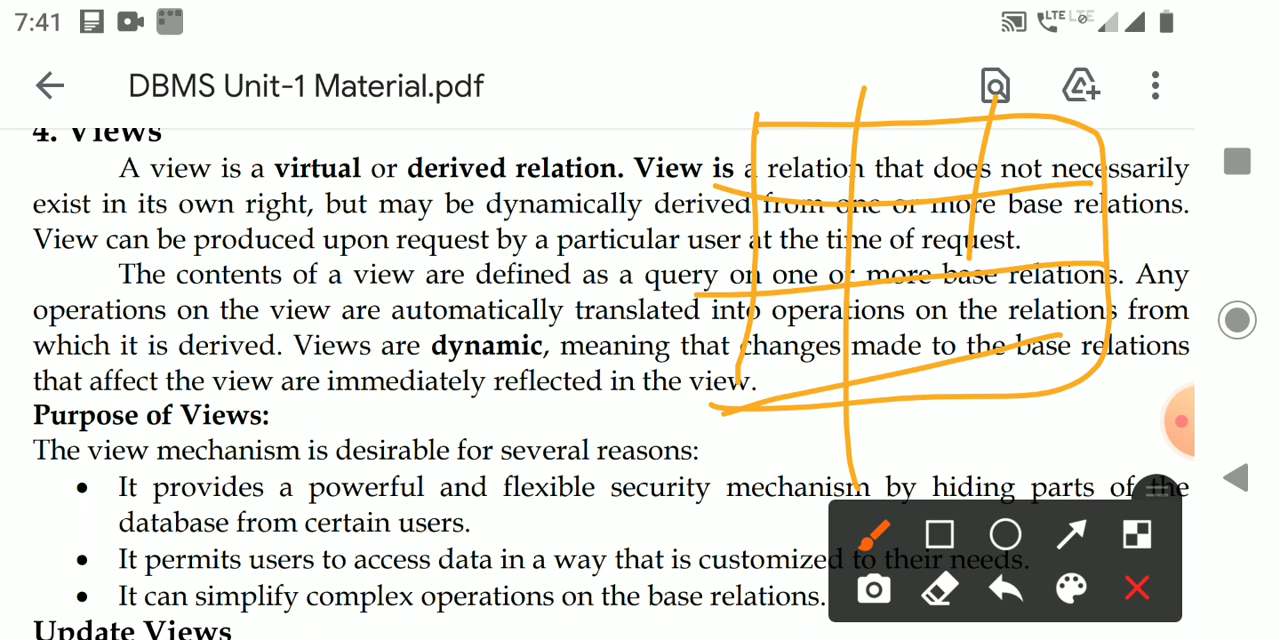 7:41
LTE LTE
DBMS Unit-1 Material.pdf
4. Views
A view is a virtual or derived relation. View is a relation that does not necessarily
exist in its own right, but may be dynamically derived from one or more base relations.
View can be produced upon request by a particular user at the time of request.
The contents of a view are defined as a query on one or more base relations. Any
operations on the view are automatically translated into operations on the relations from
which it is derived. Views are dynamic, meaning that changes made to the base relations
that affect the view are immediately reflected in the view.
Purpose of Views:
The view mechanism is desirable for several reasons:
• It provides a powerful and flexible security mechanism by hiding parts of the
database from certain users.
• It permits users to access data in a way that is customized to their needs.
• It can simplify complex operations on the base relations.
Update Views